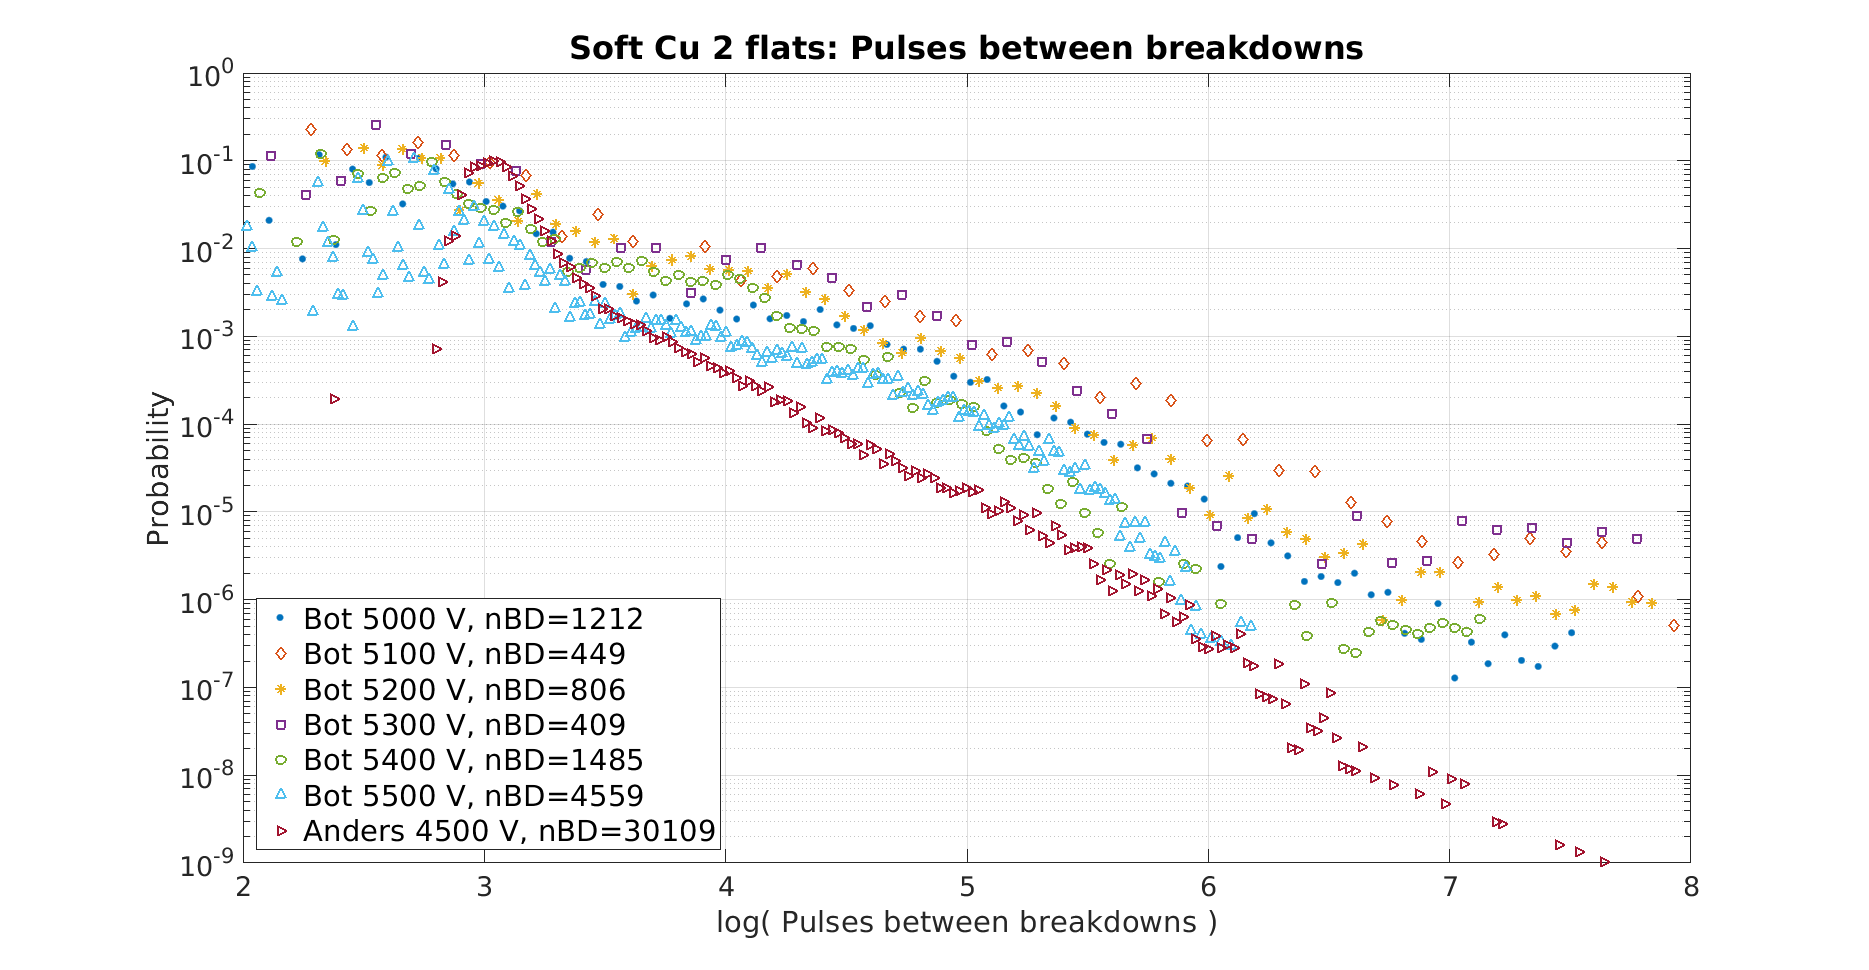 Soft Cu 2 flats: Pulses between breakdowns
10^0
10^-1
10^-2
10^-3
10^-4
10^-5
10^-6
10^-7
10^-8
10^-9
Probability
Bot 5000 V, nBD=1212
Bot 5100 V, nBD=449
Bot 5200 V, nBD=806
Bot 5300 V, nBD=409
Bot 5400 V, nBD=1485
Bot 5500 V, nBD=4559
Anders 4500 V, nBD=30109
2 3 4 5 6 7 8
log( Pulses between breakdowns )